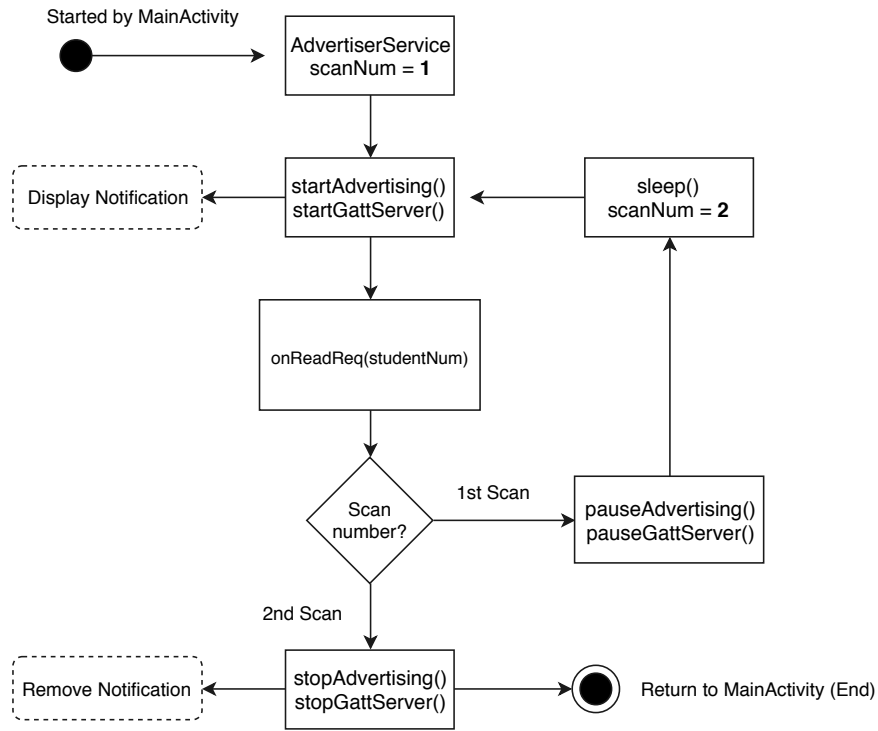 Started by MainActivity
AdvertiserService
scanNum = 1
Display Notification
startAdvertising()
startGattServer()
sleep()
scanNum = 2
onReadReq(studentNum)
Scan
number?
1st Scan
pauseAdvertising()
pauseGattServer()
2nd Scan
Remove Notification
stopAdvertising()
stopGattServer()
Return to MainActivity (End)